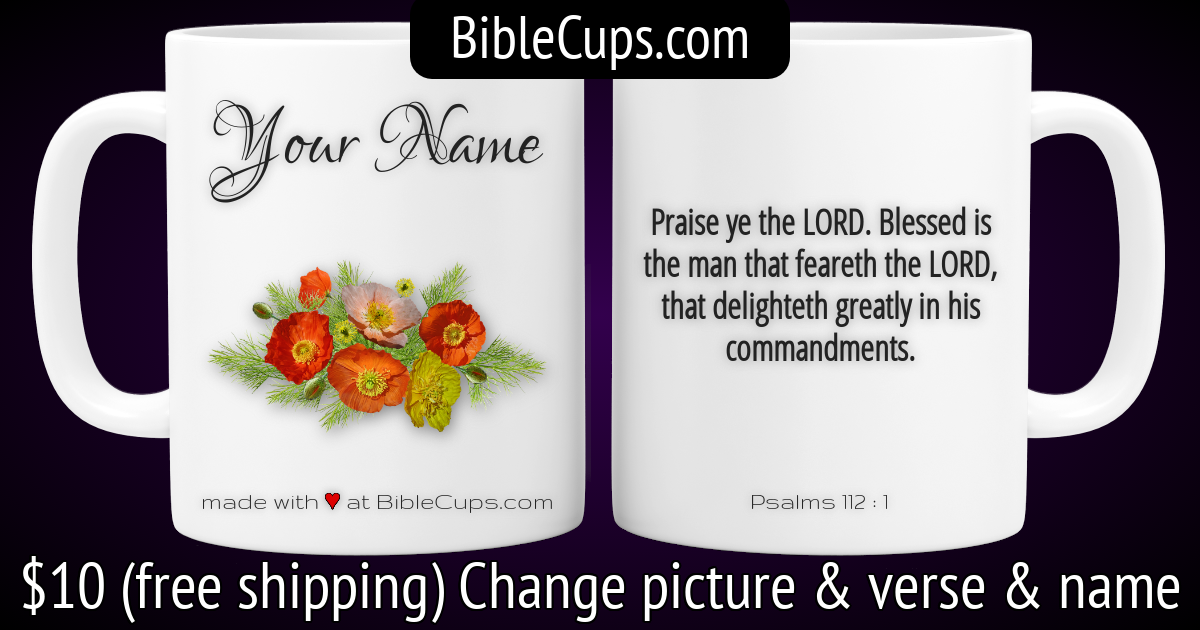 BibleCups.com
Your Name
made with ♥ at BibleCups.com
Praise ye the LORD. Blessed is
the man that feareth the LORD,
that delighteth greatly in his
commandments.
Psalms 112 : 1
$10 (free shipping) Change picture & verse & name